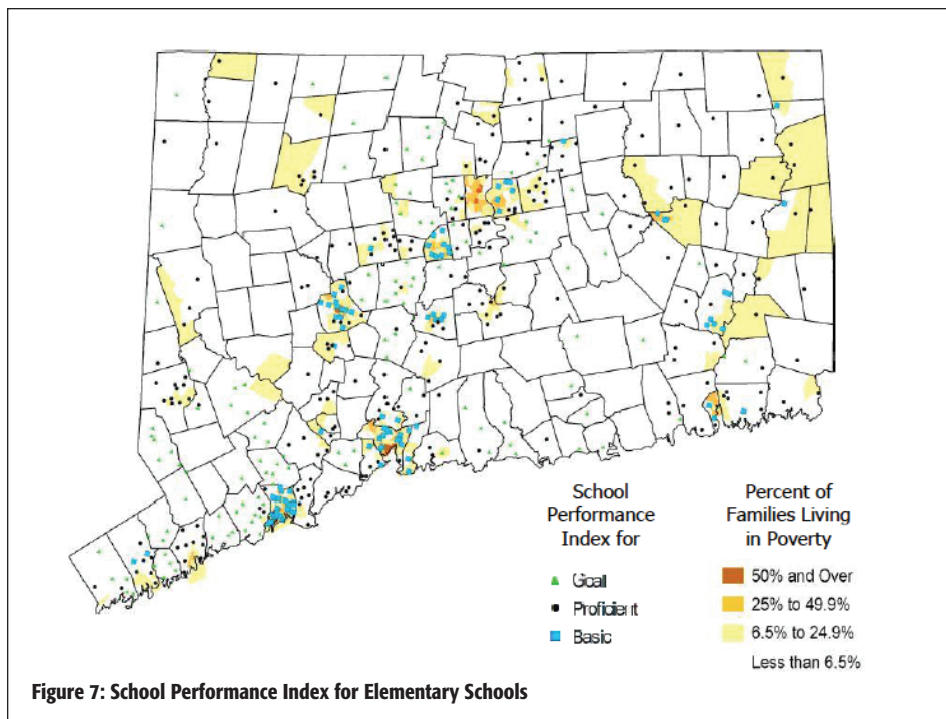 School
Performance
Index for
Goall
Proficient
Basic
Percent of
Families Living
in Poverty
50% and Over
25% to 49.9%
6.5% to 24.9%
Less than 6.5%
Figure 7: School Performance Index for Elementary Schools